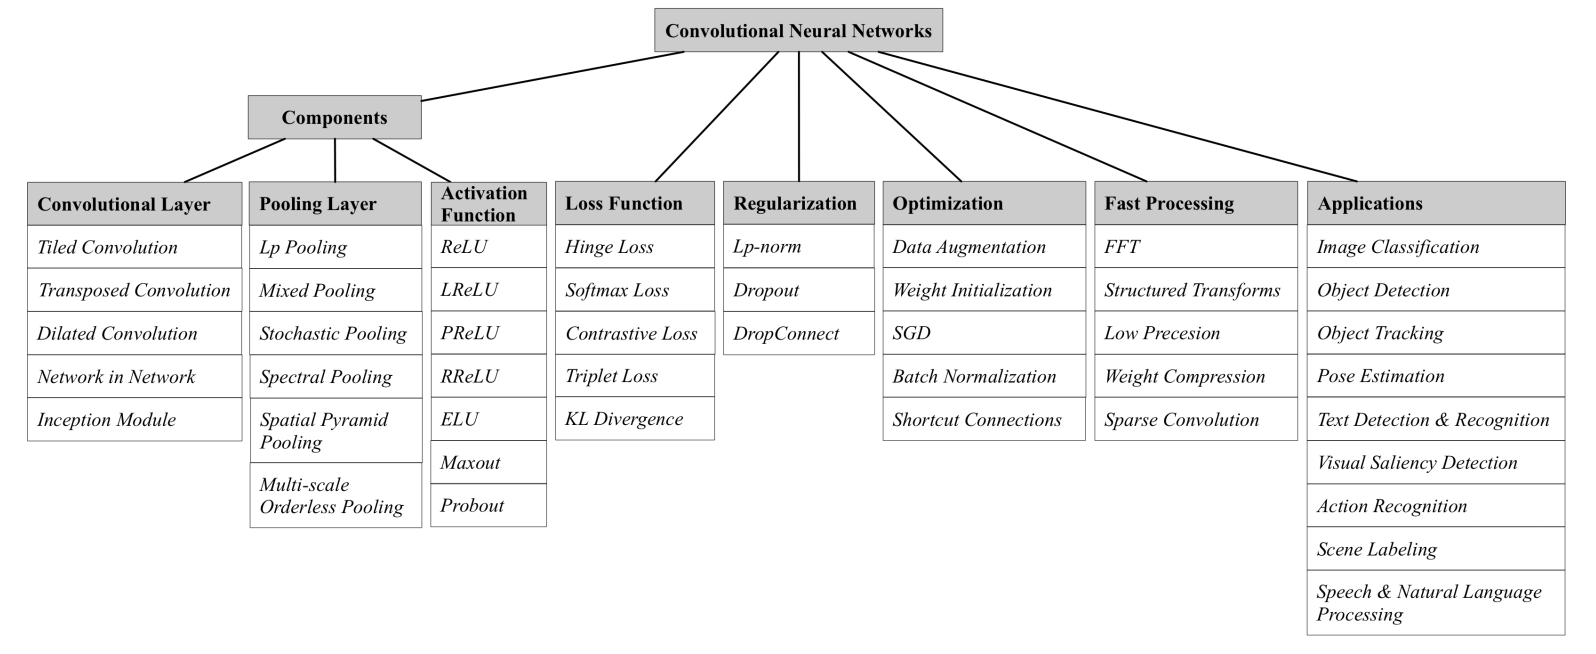 Convolutional Neural Networks
Components
Convolutional Layer
Tiled Convolution
Transposed Convolution
Dilated Convolution
Network in Network
Inception Module
Pooling Layer
Lp Pooling
Mixed Pooling
Stochastic Pooling
Spectral Pooling
Spatial Pyramid
Pooling
Multi-scale
Orderless Pooling
Activation
Function
ReLU
LReLU
PReLU
RReLU
ELU
Maxout
Probout
Loss Function
Hinge Loss
Softmax Loss
Contrastive Loss
Triplet Loss
KL Divergence
Regularization
Lp-norm
Dropout
DropConnect
Optimization
Data Augmentation
Weight Initialization
SGD
Batch Normalization
Shortcut Connections
Fast Processing
FFT
Structured Transforms
Low Precesion
Weight Compression
Sparse Convolution
Applications
Image Classification
Object Detection
Object Tracking
Pose Estimation
Text Detection & Recognition
Visual Saliency Detection
Action Recognition
Scene Labeling
Speech & Natural Language
Processing